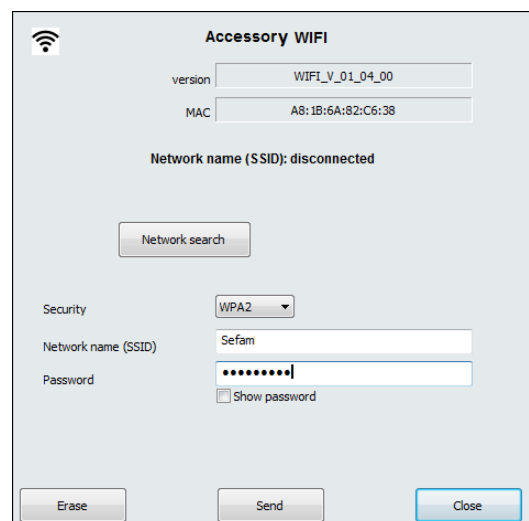 Accessory WIFI
version WIFI_V_01_04_00
MAC A8:1B:6A:82:C6:38
Network name (SSID): disconnected
Network search
Security WPA2
Network name (SSID) Sefam
Password •••••••••
Show password
Erase Send Close